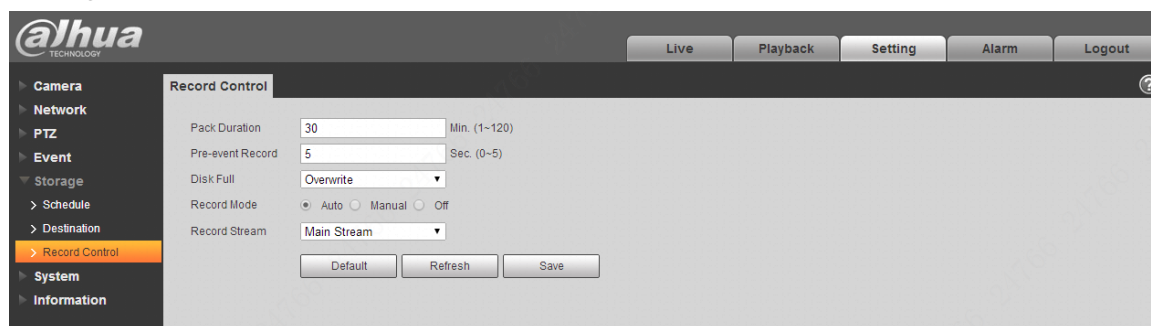 alhua
TECHNOLOGY
Live Playback Setting Alarm Logout
Camera
Network
PTZ
Event
Storage
> Schedule
> Destination
> Record Control
System
Information
Record Control
?
Pack Duration 30 Min. (1~120)
Pre-event Record 5 Sec. (0~5)
Disk Full Overwrite
Record Mode Auto Manual Off
Record Stream Main Stream
Default Refresh Save